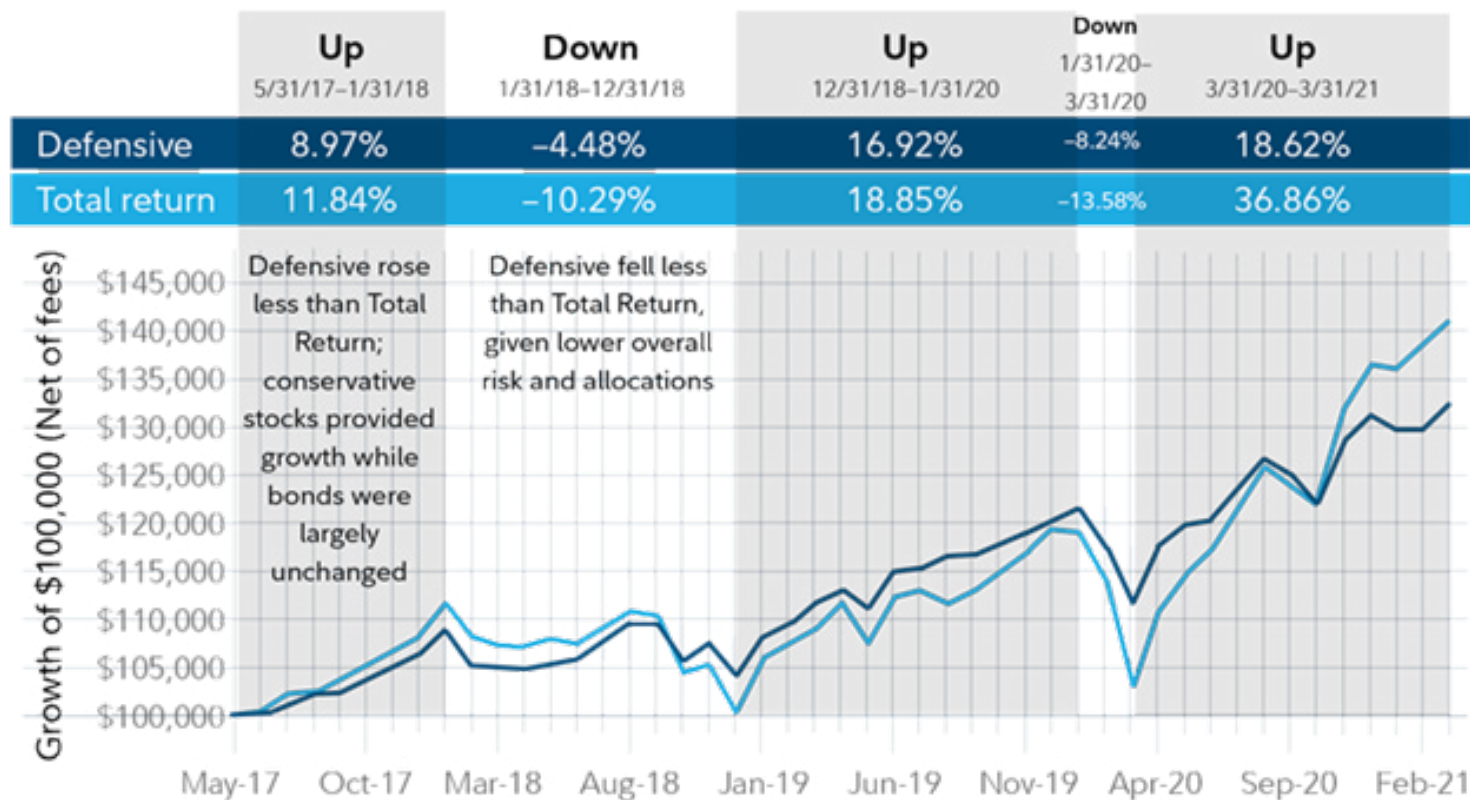 Up
5/31/17–1/31/18
Down
1/31/18–12/31/18
Up
12/31/18–1/31/20
Down
1/31/20–
3/31/20
Up
3/31/20–3/31/21
Defensive 8.97% –4.48% 16.92% –8.24% 18.62%
Total return 11.84% –10.29% 18.85% –13.58% 36.86%
Growth of $100,000 (Net of fees)
$145,000
$140,000
$135,000
$130,000
$125,000
$120,000
$115,000
$110,000
$105,000
$100,000
Defensive rose
less than Total
Return;
conservative
stocks provided
growth while
bonds were
largely
unchanged
Defensive fell less
than Total Return,
given lower overall
risk and allocations
May-17 Oct-17 Mar-18 Aug-18 Jan-19 Jun-19 Nov-19 Apr-20 Sep-20 Feb-21